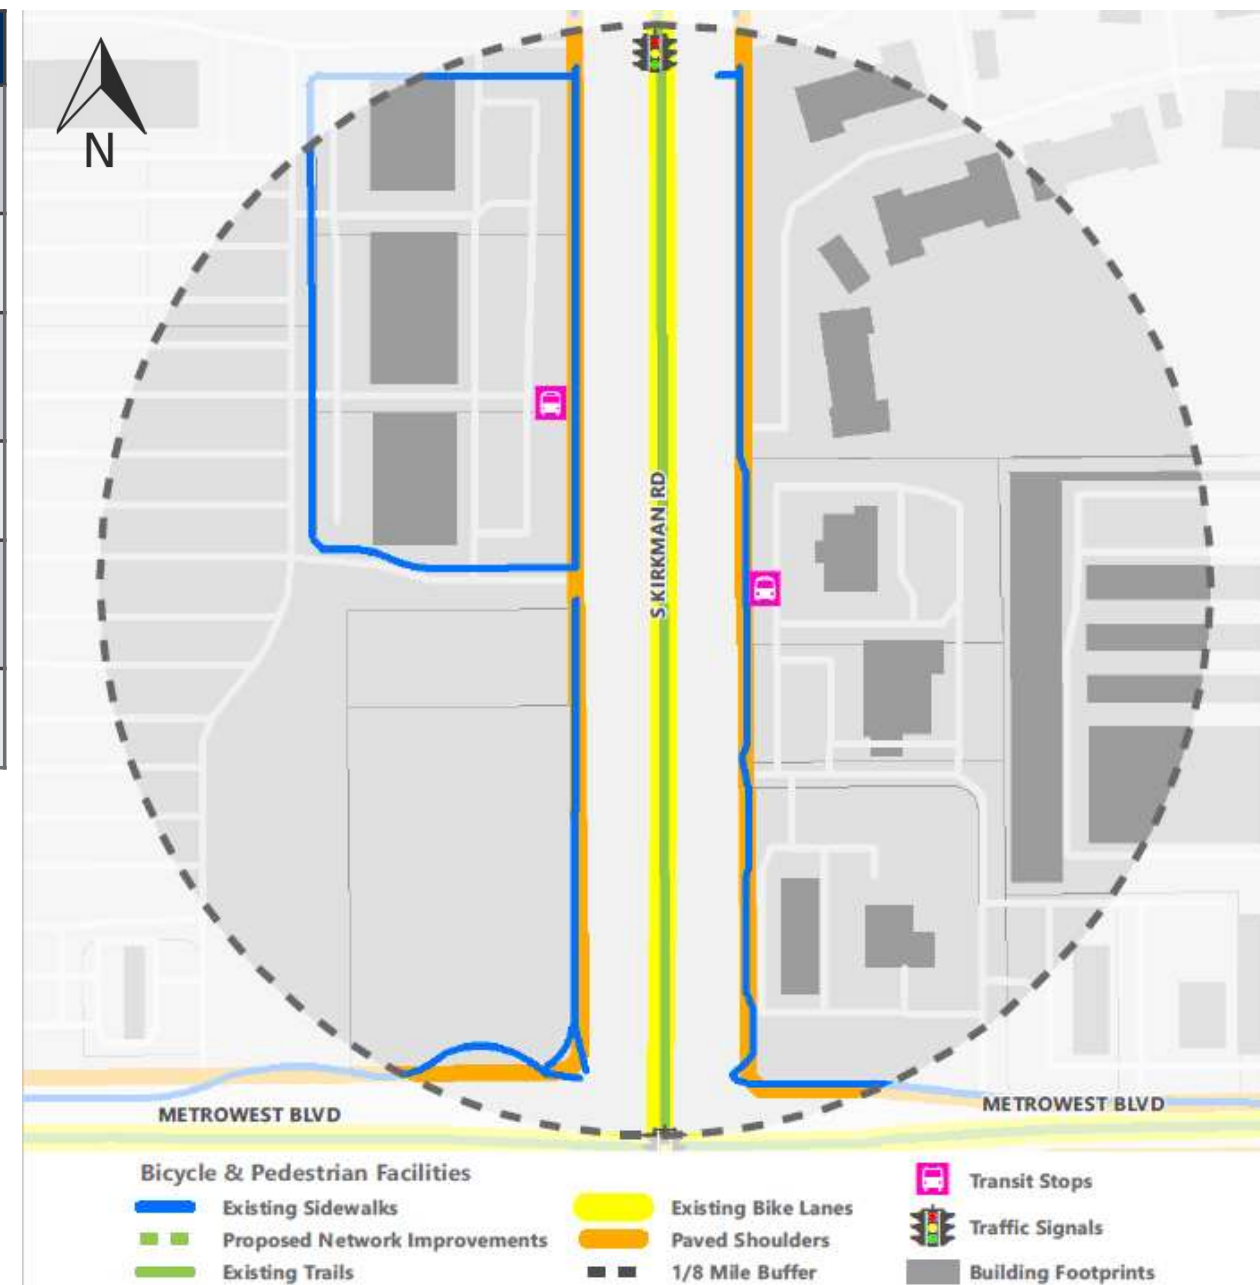 N
S KIRKMAN RD
METROWEST BLVD
METROWEST BLVD
Bicycle & Pedestrian Facilities
Existing Sidewalks
Proposed Network Improvements
Existing Trails
Existing Bike Lanes
Paved Shoulders
1/8 Mile Buffer
Transit Stops
Traffic Signals
Building Footprints